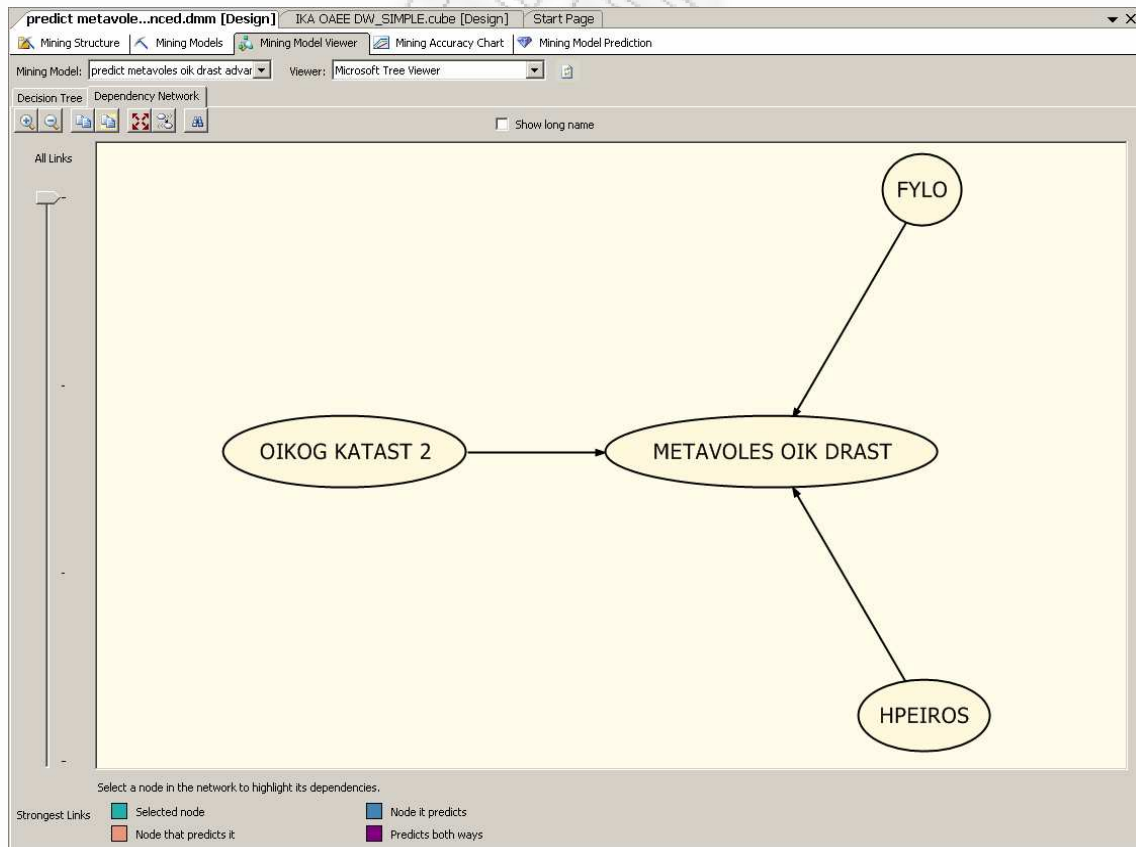 predict metavole...nced.dmm [Design] IKA OAEE DW_SIMPLE.cube [Design] Start Page
Mining Structure Mining Models Mining Model Viewer Mining Accuracy Chart Mining Model Prediction
Mining Model: predict metavoles oik drast advar Viewer: Microsoft Tree Viewer
Decision Tree Dependency Network
Show long name
All Links
FYLO
OIKOG KATAST 2 METAVOLES OIK DRAST
HPEIROS
Select a node in the network to highlight its dependencies.
Strongest Links Selected node Node it predicts
Node that predicts it Predicts both ways